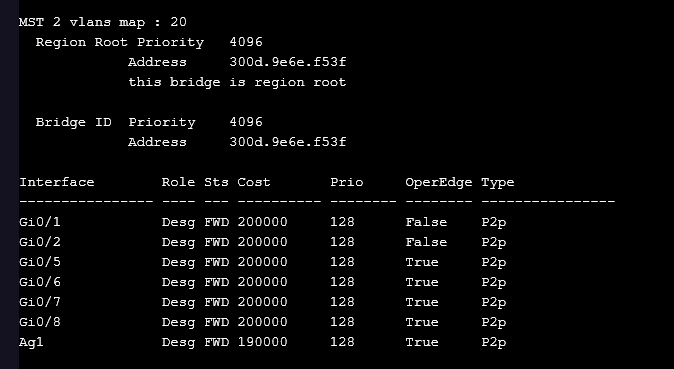 MST 2 vlans map : 20
  Region Root Priority   4096
             Address     300d.9e6e.f53f
             this bridge is region root

  Bridge ID  Priority    4096
             Address     300d.9e6e.f53f

Interface        Role Sts Cost       Prio     OperEdge Type
---------------- ---- --- ---------- -------- -------- ----------------
Gi0/1            Desg FWD 200000     128      False    P2p
Gi0/2            Desg FWD 200000     128      False    P2p
Gi0/5            Desg FWD 200000     128      True     P2p
Gi0/6            Desg FWD 200000     128      True     P2p
Gi0/7            Desg FWD 200000     128      True     P2p
Gi0/8            Desg FWD 200000     128      True     P2p
Ag1              Desg FWD 190000     128      True     P2p